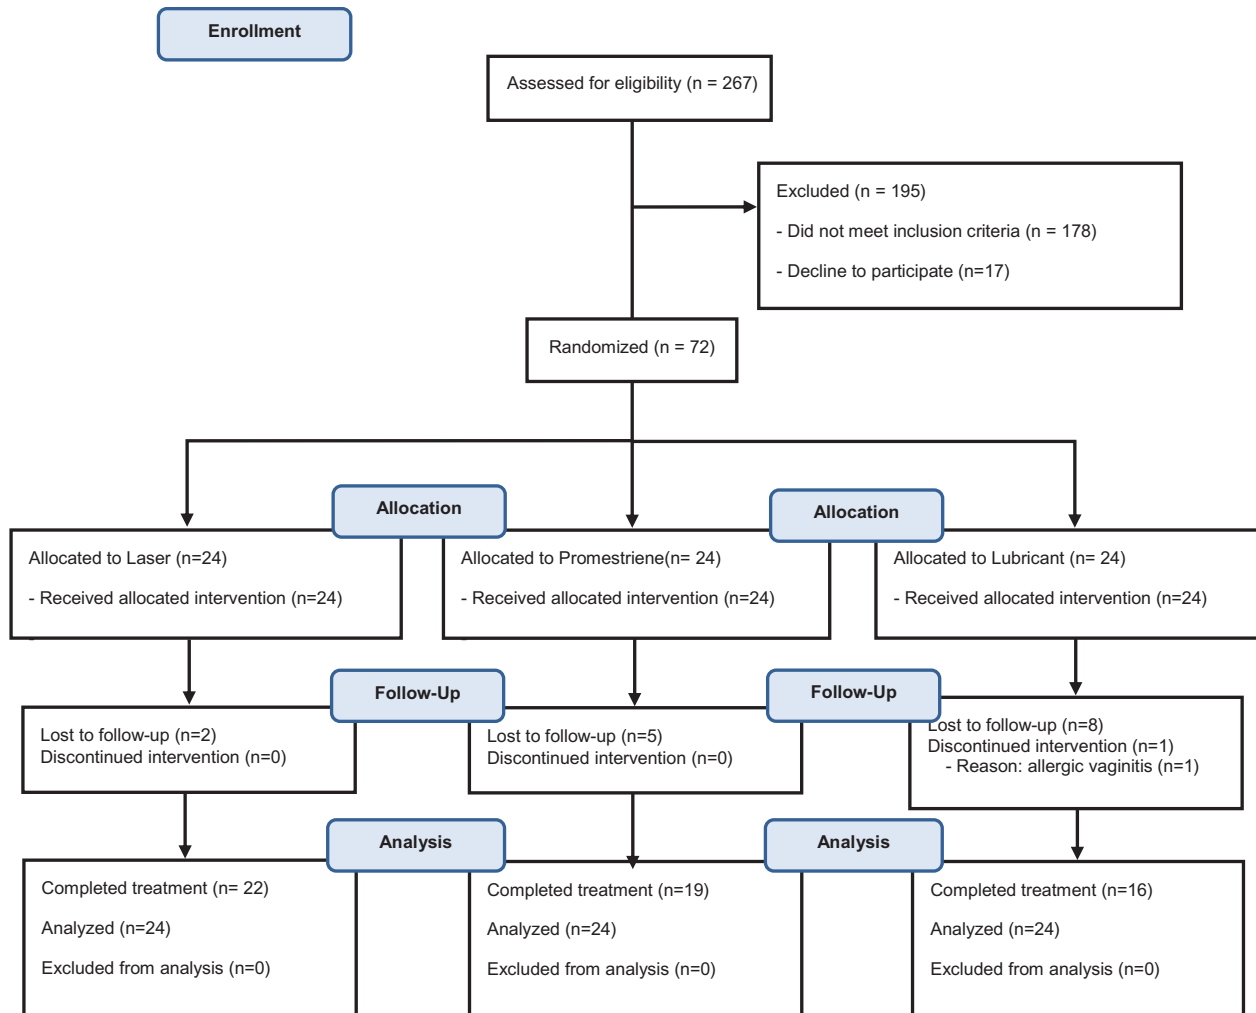 Enrollment
Assessed for eligibility (n = 267)
Excluded (n = 195)
- Did not meet inclusion criteria (n = 178)
- Decline to participate (n=17)
Randomized (n = 72)
Allocation
Allocation
Allocated to Laser (n=24)
- Received allocated intervention (n=24)
Allocated to Promestriene(n= 24)
- Received allocated intervention (n=24)
Allocated to Lubricant (n= 24)
- Received allocated intervention (n=24)
Follow-Up
Follow-Up
Lost to follow-up (n=2)
Discontinued intervention (n=0)
Lost to follow-up (n=5)
Discontinued intervention (n=0)
Lost to follow-up (n=8)
Discontinued intervention (n=1)
- Reason: allergic vaginitis (n=1)
Analysis
Analysis
Completed treatment (n= 22)
Analyzed (n=24)
Excluded from analysis (n=0)
Completed treatment (n=19)
Analyzed (n=24)
Excluded from analysis (n=0)
Completed treatment (n=16)
Analyzed (n=24)
Excluded from analysis (n=0)